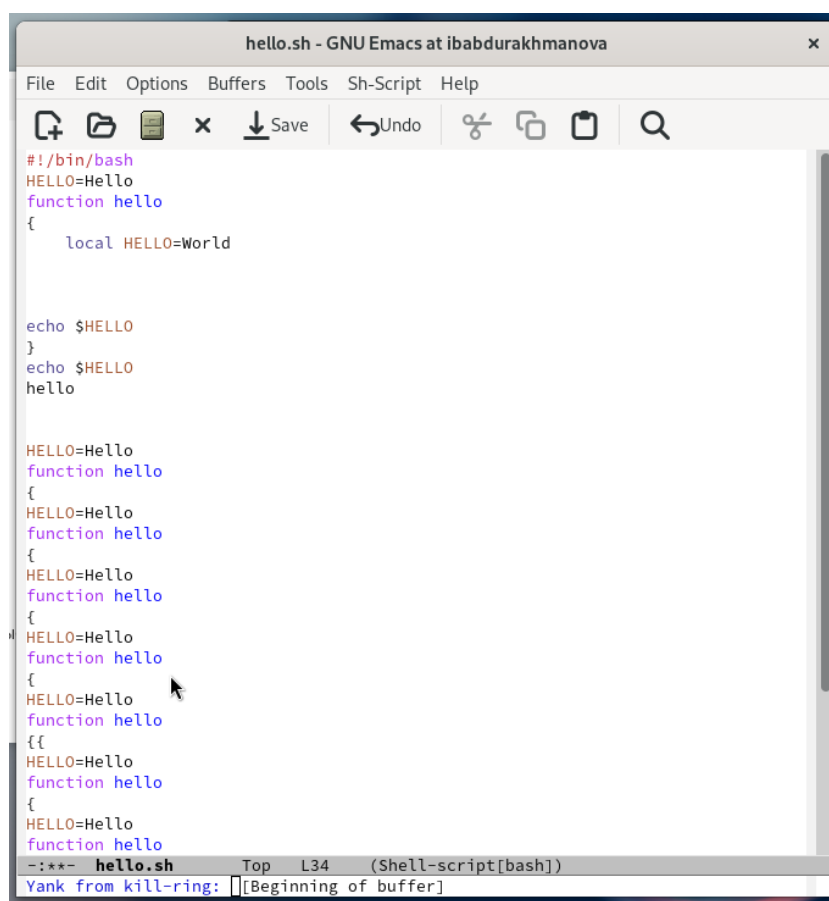 hello.sh - GNU Emacs at ibabdurakhmanova
File Edit Options Buffers Tools Sh-Script Help
Save Undo
#!/bin/bash
HELLO=Hello
function hello
{
    local HELLO=World
echo $HELLO
}
echo $HELLO
hello
HELLO=Hello
function hello
{
HELLO=Hello
function hello
{
HELLO=Hello
function hello
{
HELLO=Hello
function hello
{
HELLO=Hello
function hello
{{
HELLO=Hello
function hello
{
HELLO=Hello
function hello
-:**- hello.sh Top L34 (Shell-script[bash])
Yank from kill-ring: [Beginning of buffer]